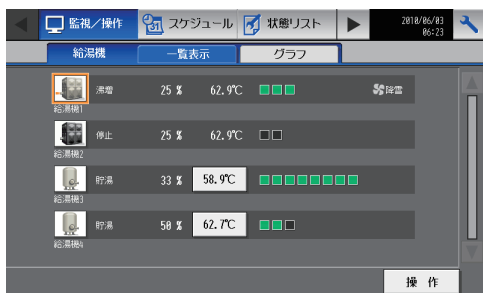 監視/操作 スケジュール 状態リスト 2018/06/03
06:23
給湯機 一覧表示 グラフ
沸増 25 % 62.9℃ 降雪
給湯機1
停止 25 % 62.9℃
給湯機2
貯湯 33 % 58.9℃
給湯機3
貯湯 50 % 62.7℃
給湯機4
操 作